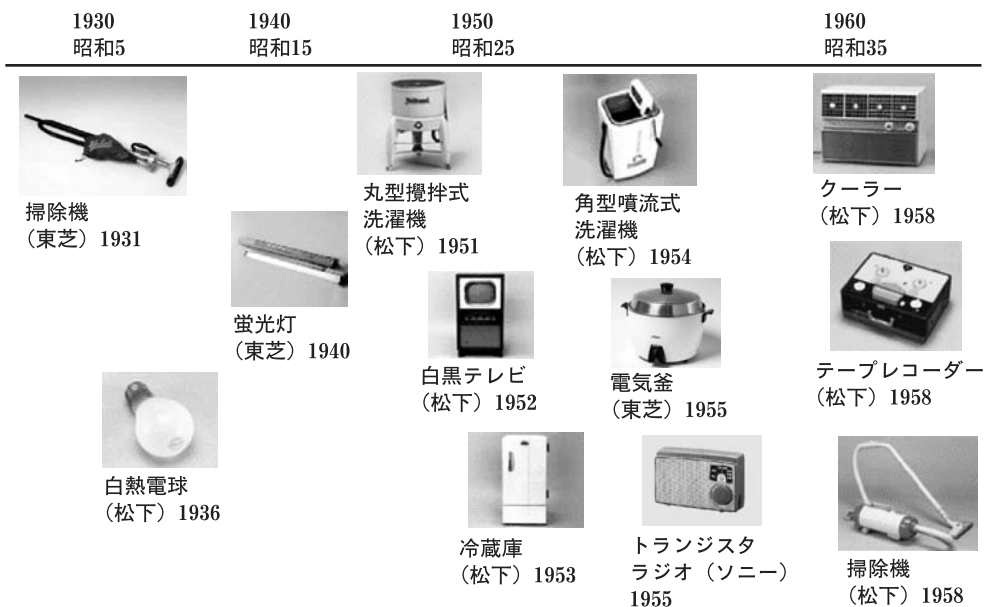 1930
昭和5
1940
昭和15
1950
昭和25
1960
昭和35
掃除機
（東芝）1931
白熱電球
（松下）1936
蛍光灯
（東芝）1940
丸型攪拌式
洗濯機
（松下）1951
白黒テレビ
（松下）1952
冷蔵庫
（松下）1953
角型噴流式
洗濯機
（松下）1954
電気釜
（東芝）1955
トランジスタ
ラジオ（ソニー）
1955
クーラー
（松下）1958
テープレコーダー
（松下）1958
掃除機
（松下）1958